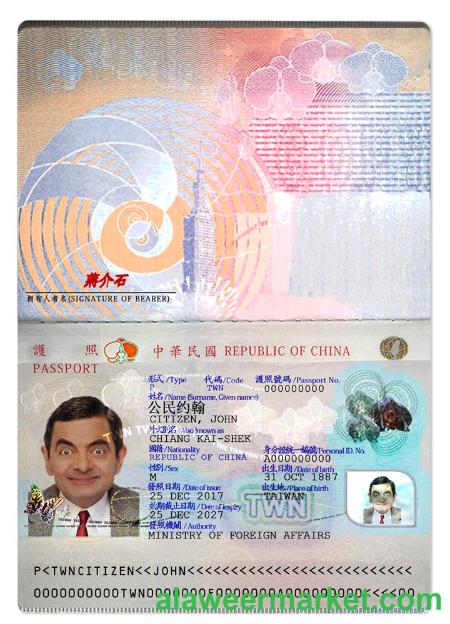 蔣介石
擁有人者名(SIGNATURE OF BEARER)
護 照 中華民國 REPUBLIC OF CHINA
PASSPORT
型式/Type 代碼/Code 護照號碼/Passport No.
P TWN 000000000
姓名/Name (Surname, Given names)
公民约翰
CITIZEN, JOHN
外文別名/Also known as
CHIANG KAI-SHEK
國籍/Nationality 身分證統一編號/Personal ID. No.
REPUBLIC OF CHINA A000000000
性別/Sex 出生日期/Date of birth
M 31 OCT 1887
發照日期/Date of issue 出生地/Place of birth
25 DEC 2017 TAIWAN
效期截止日期/Date of expiry
25 DEC 2027
TWN
發照機關/Authority
MINISTRY OF FOREIGN AFFAIRS
P<TWNCITIZEN<<JOHN<<<<<<<<<<<<<<<<<<<<<<<<<<
alaweermarket.com